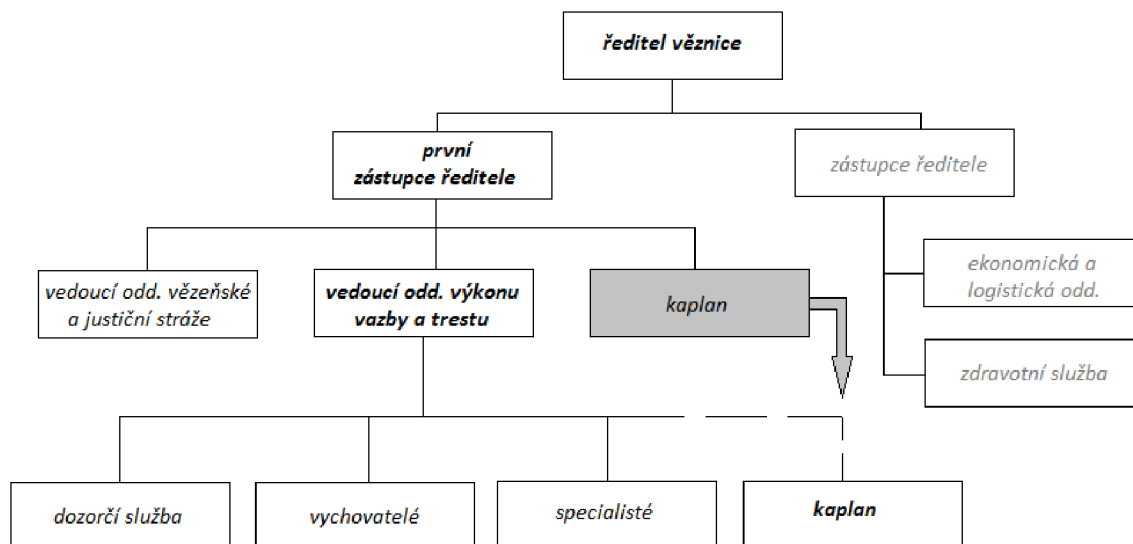 ředitel věznice
první
zástupce ředitele
zástupce ředitele
vedoucí odd. vězeňské
a justiční stráže
vedoucí odd. výkonu
vazby a trestu
kaplan
ekonomická a
logistická odd.
zdravotní služba
dozorčí služba
vychovatelé
specialisté
kaplan